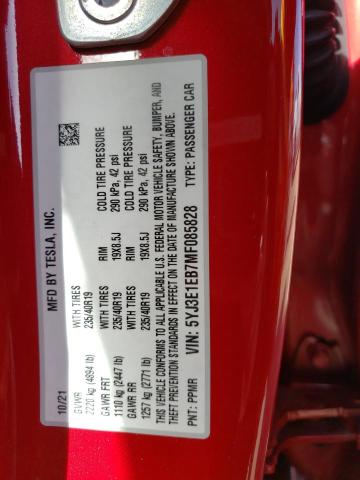 MFD BY TESLA, INC.
10/21
GVWR
2220 kg (4894 lb)
GAWR FRT WITH TIRES RIM COLD TIRE PRESSURE
1110 kg (2447 lb) 235/40R19 19X8.5J 290 kPa, 42 psi
GAWR RR WITH TIRES RIM COLD TIRE PRESSURE
1257 kg (2771 lb) 235/40R19 19X8.5J 290 kPa, 42 psi
THIS VEHICLE CONFORMS TO ALL APPLICABLE U.S. FEDERAL MOTOR VEHICLE SAFETY, BUMPER, AND
THEFT PREVENTION STANDARDS IN EFFECT ON THE DATE OF MANUFACTURE SHOWN ABOVE.
VIN: 5YJ3E1EB7MF085828
PNT: PPMR TYPE: PASSENGER CAR